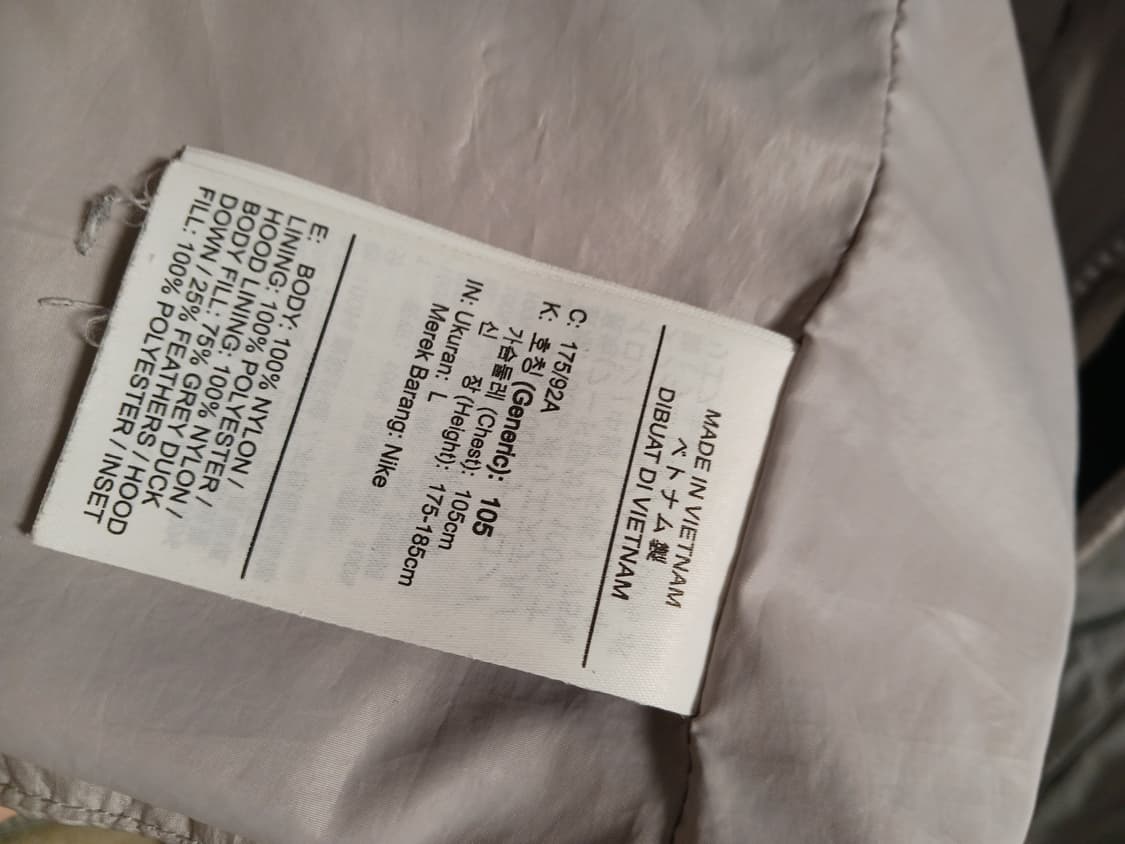 MADE IN VIETNAM
ベトナム製
DIBUAT DI VIETNAM
C: 175/92A
K: 호칭 (Generic): 105
가슴둘레 (Chest): 105cm
신 장 (Height): 175-185cm
IN: Ukuran: L
Merek Barang: Nike
E: BODY: 100% NYLON /
LINING: 100% POLYESTER /
HOOD LINING: 100% NYLON /
BODY FILL: 75% GREY DUCK
DOWN / 25% FEATHERS / HOOD
FILL: 100% POLYESTER / INSET